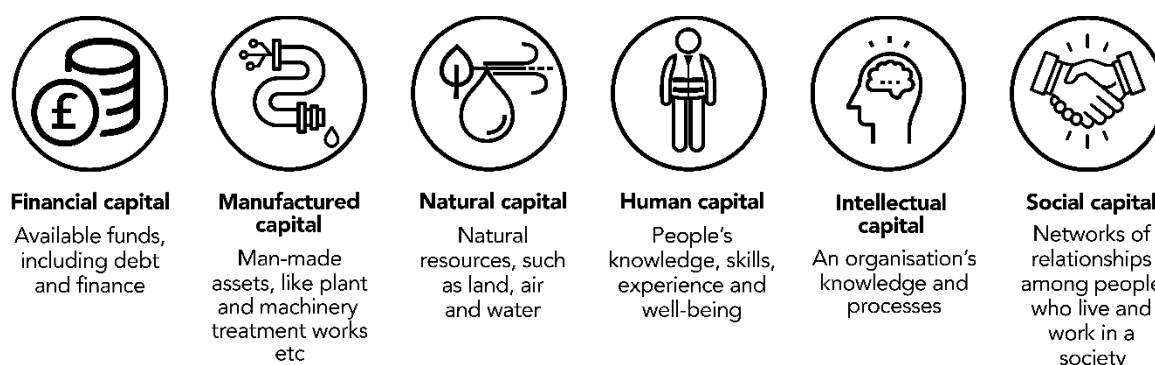 £
Financial capital
Available funds,
including debt
and finance
Manufactured
capital
Man-made
assets, like plant
and machinery
treatment works
etc
Natural capital
Natural
resources, such
as land, air
and water
Human capital
People's
knowledge, skills,
experience and
well-being
Intellectual
capital
An organisation's
knowledge and
processes
Social capital
Networks of
relationships
among people
who live and
work in a
society